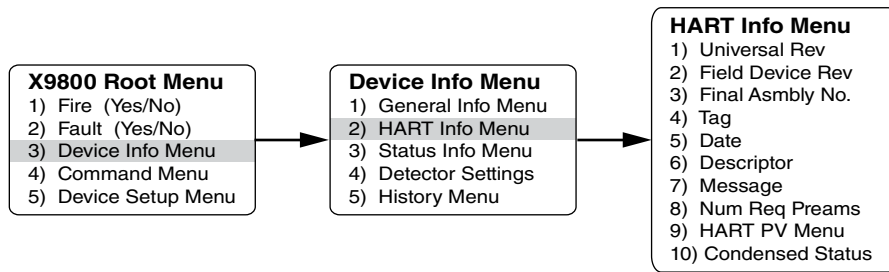 X9800 Root Menu
1) Fire (Yes/No)
2) Fault (Yes/No)
3) Device Info Menu
4) Command Menu
5) Device Setup Menu
Device Info Menu
1) General Info Menu
2) HART Info Menu
3) Status Info Menu
4) Detector Settings
5) History Menu
HART Info Menu
1) Universal Rev
2) Field Device Rev
3) Final Asmbly No.
4) Tag
5) Date
6) Descriptor
7) Message
8) Num Req Preams
9) HART PV Menu
10) Condensed Status